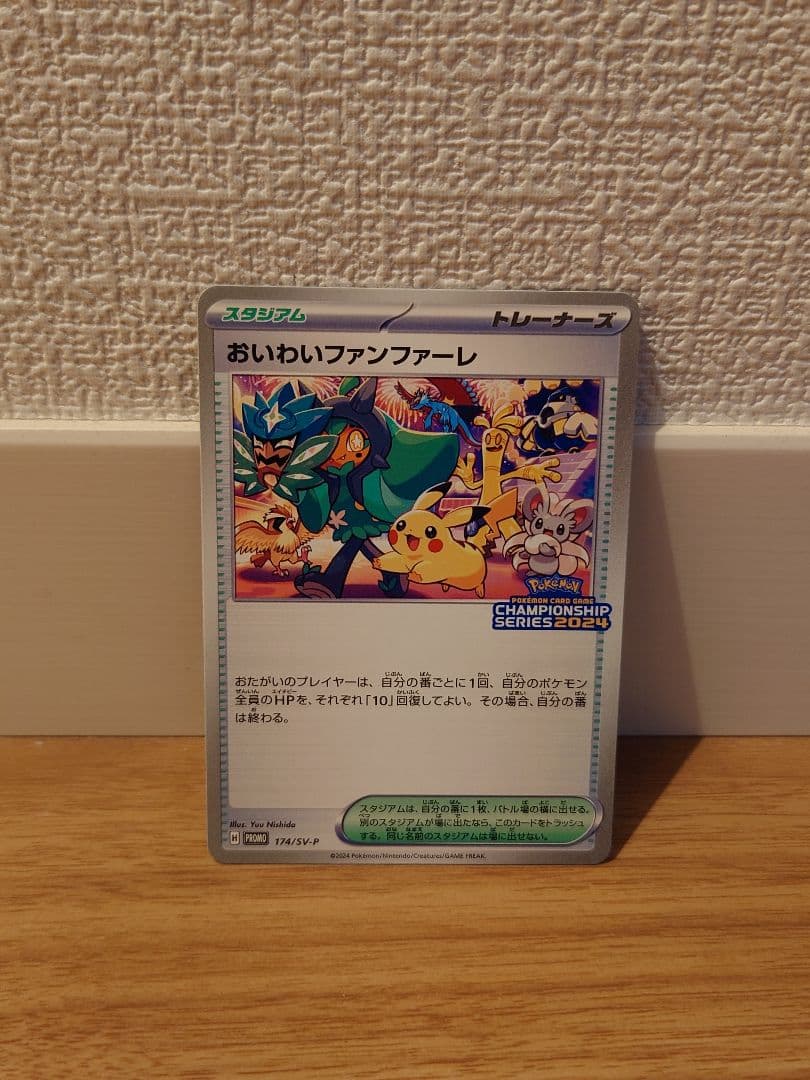 スタジアム トレーナーズ
おいわいファンファーレ
Pokémon
POKÉMON CARD GAME
CHAMPIONSHIP
SERIES 2024
おたがいのプレイヤーは、自分の番ごとに1回、自分のポケモン
全員のHPを、それぞれ「10」回復してよい。その場合、自分の番
は終わる。
スタジアムは、自分の番に1枚、バトル場の横に出せる。
別のスタジアムが場に出たなら、このカードをトラッシュ
する。同じ名前のスタジアムは場に出せない。
Illus. Yuu Nishida
H PROMO 174/SV-P
©2024 Pokémon/Nintendo/Creatures/GAME FREAK.